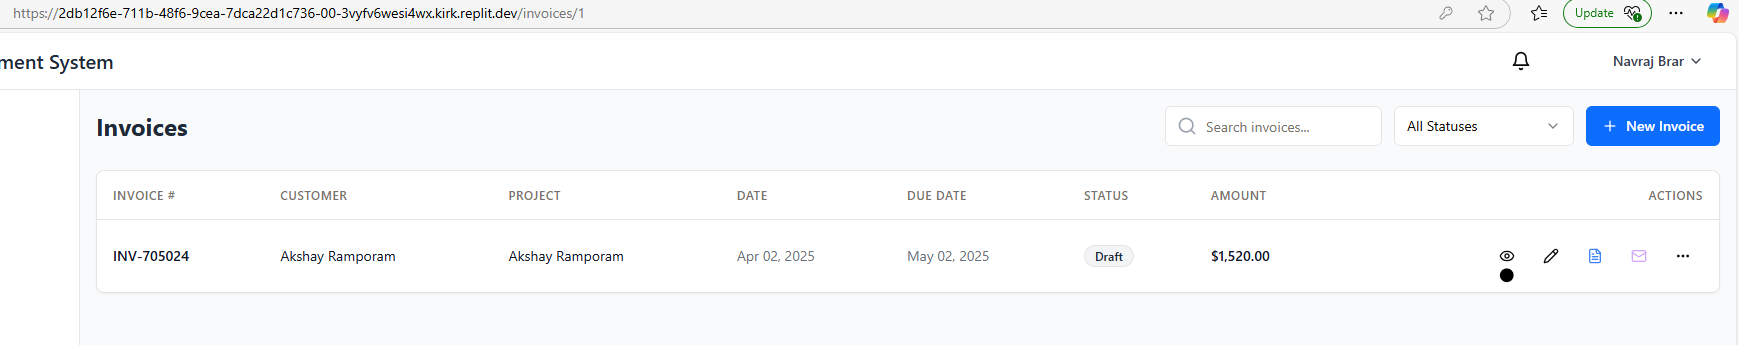 https://2db12f6e-711b-48f6-9cea-7dca22d1c736-00-3vyfv6wesi4wx.kirk.replit.dev/invoices/1
Update
ment System
Navraj Brar
Invoices
Search invoices...
All Statuses
+ New Invoice
INVOICE # CUSTOMER PROJECT DATE DUE DATE STATUS AMOUNT ACTIONS
INV-705024 Akshay Ramporam Akshay Ramporam Apr 02, 2025 May 02, 2025 Draft $1,520.00